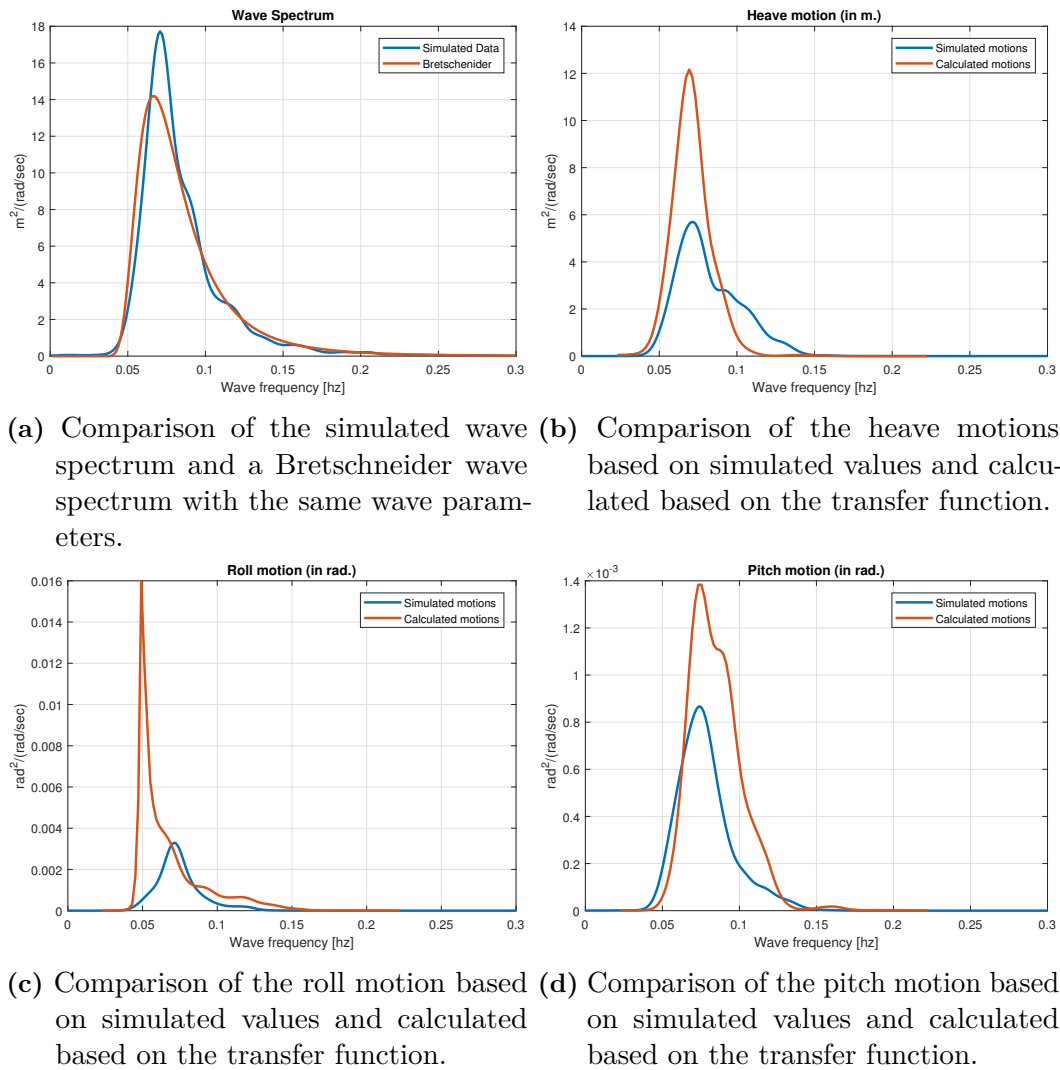 Wave Spectrum
18
16
14
12
10
8
6
4
2
0
m²/(rad/sec)
Simulated Data
Bretschenider
0 0.05 0.1 0.15 0.2 0.25 0.3
Wave frequency [hz]
Heave motion (in m.)
14
12
10
8
6
4
2
0
m²/(rad/sec)
Simulated motions
Calculated motions
0 0.05 0.1 0.15 0.2 0.25 0.3
Wave frequency [hz]
(a) Comparison of the simulated wave
spectrum and a Bretschneider wave
spectrum with the same wave param-
eters.
(b) Comparison of the heave motions
based on simulated values and calcu-
lated based on the transfer function.
Roll motion (in rad.)
0.016
0.014
0.012
0.01
0.008
0.006
0.004
0.002
0
rad²/(rad/sec)
Simulated motions
Calculated motions
0 0.05 0.1 0.15 0.2 0.25 0.3
Wave frequency [hz]
Pitch motion (in rad.)
×10⁻³
1.4
1.2
1
0.8
0.6
0.4
0.2
0
rad²/(rad/sec)
Simulated motions
Calculated motions
0 0.05 0.1 0.15 0.2 0.25 0.3
Wave frequency [hz]
(c) Comparison of the roll motion based
on simulated values and calculated
based on the transfer function.
(d) Comparison of the pitch motion based
on simulated values and calculated
based on the transfer function.